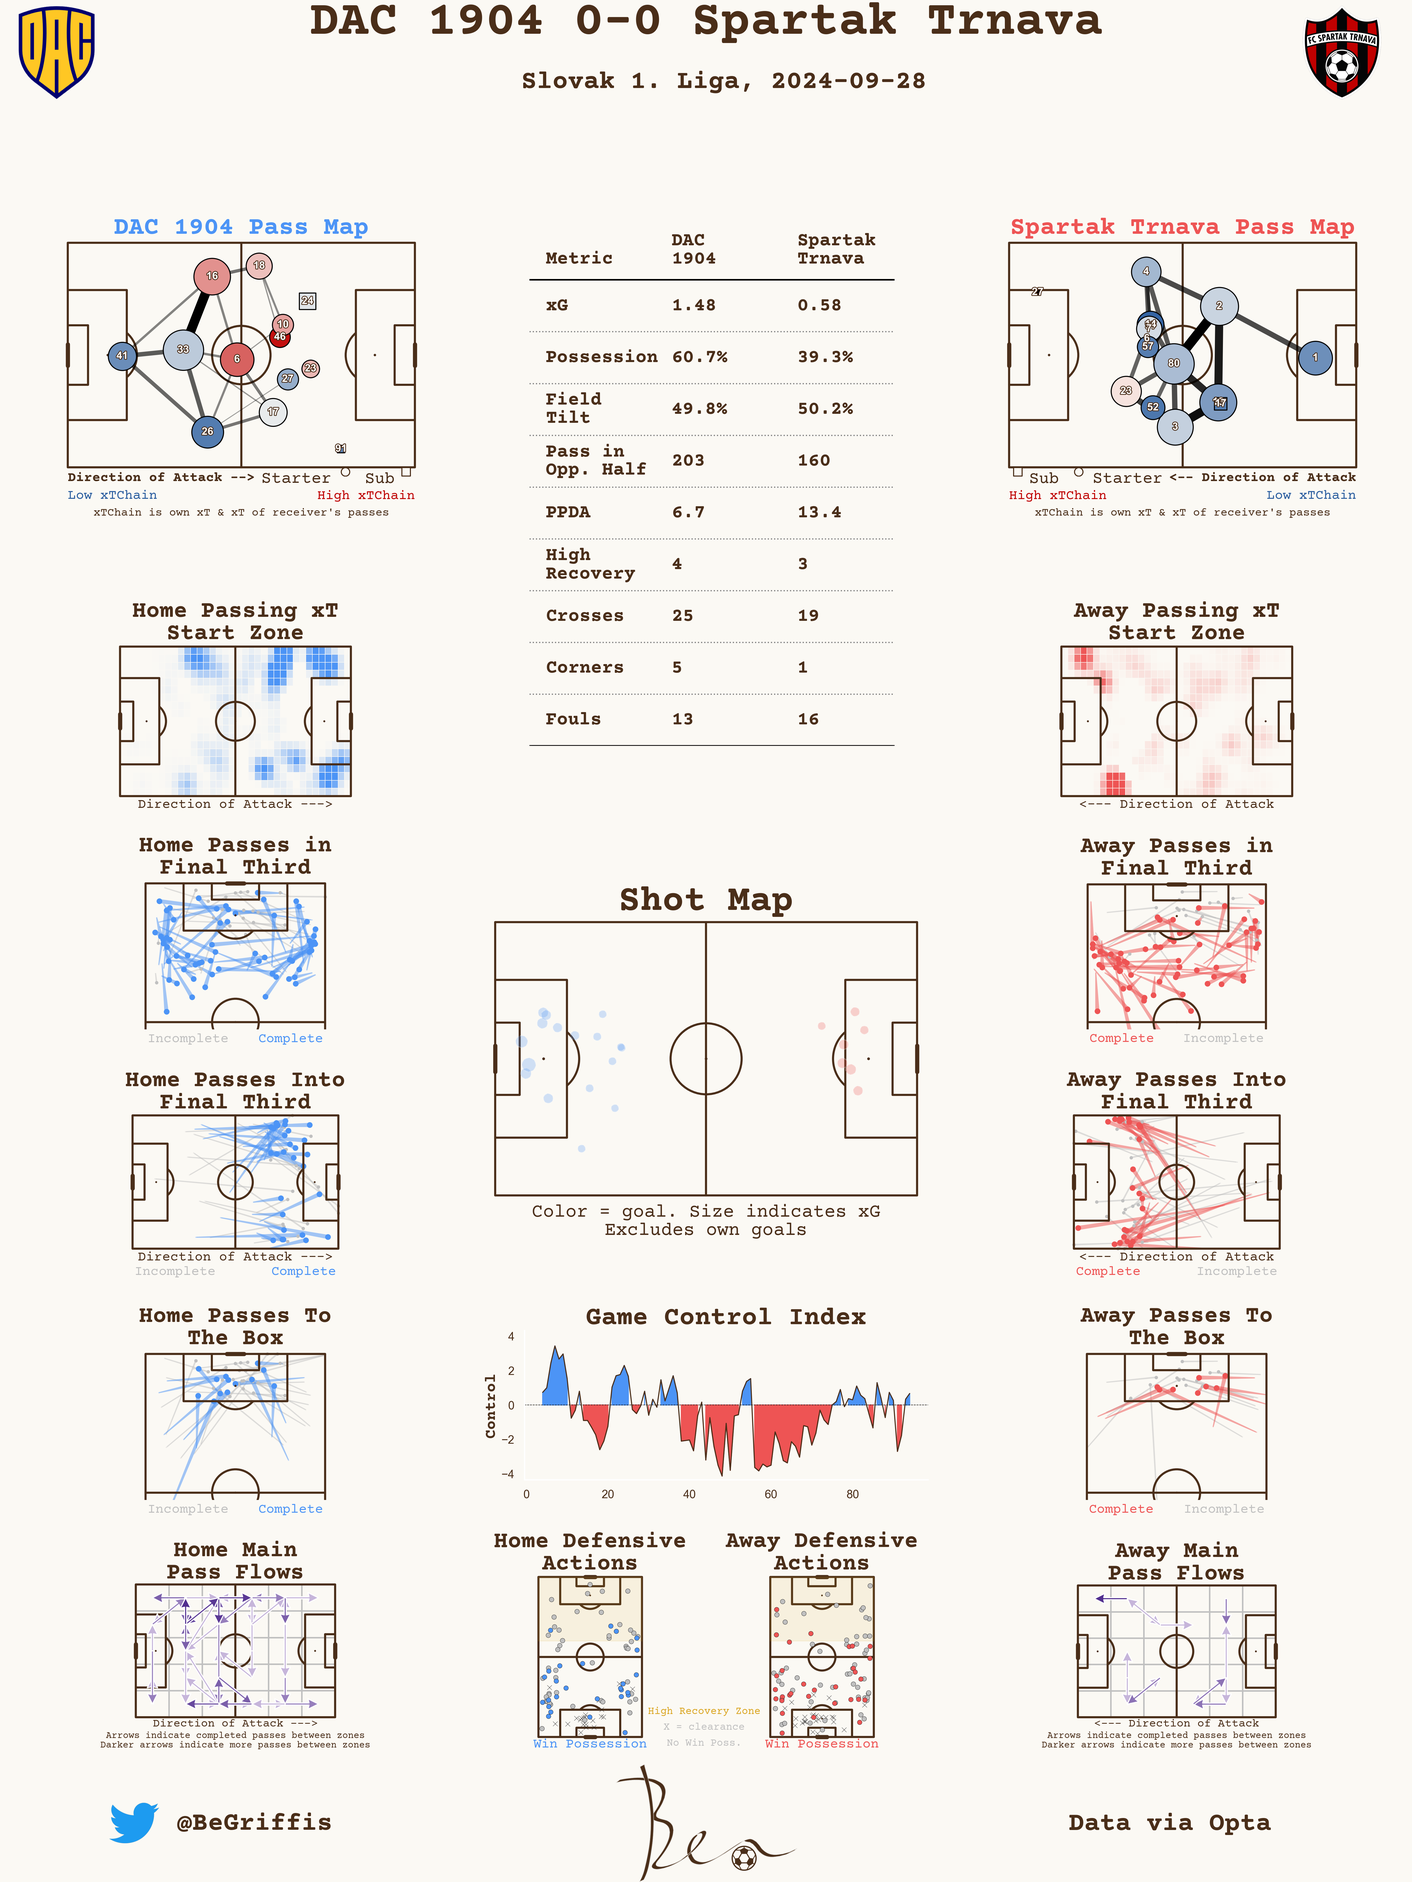 DAC 1904 0-0 Spartak Trnava
Slovak 1. Liga, 2024-09-28
DAC
FC SPARTAK TRNAVA
DAC 1904 Pass Map
16
18
24
10
46
41
33
6
23
27
17
26
91
Direction of Attack --> Starter Sub
Low xTChain High xTChain
xTChain is own xT & xT of receiver's passes
Metric DAC 1904 Spartak Trnava
xG 1.48 0.58
Possession 60.7% 39.3%
Field Tilt 49.8% 50.2%
Pass in Opp. Half 203 160
PPDA 6.7 13.4
High Recovery 4 3
Crosses 25 19
Corners 5 1
Fouls 13 16
Spartak Trnava Pass Map
4
27
2
6
57
1
80
23
52
17
3
Sub Starter <-- Direction of Attack
High xTChain Low xTChain
xTChain is own xT & xT of receiver's passes
Home Passing xT
Start Zone
Direction of Attack --->
Away Passing xT
Start Zone
<--- Direction of Attack
Home Passes in
Final Third
Incomplete Complete
Away Passes in
Final Third
Complete Incomplete
Shot Map
Color = goal. Size indicates xG
Excludes own goals
Home Passes Into
Final Third
Direction of Attack --->
Incomplete Complete
Away Passes Into
Final Third
<--- Direction of Attack
Complete Incomplete
Home Passes To
The Box
Incomplete Complete
Game Control Index
Control
4
2
0
−2
−4
0 20 40 60 80
Away Passes To
The Box
Complete Incomplete
Home Main
Pass Flows
Direction of Attack --->
Arrows indicate completed passes between zones
Darker arrows indicate more passes between zones
Home Defensive
Actions
Win Possession
High Recovery Zone
X = clearance
No Win Poss.
Away Defensive
Actions
Win Possession
Away Main
Pass Flows
<--- Direction of Attack
Arrows indicate completed passes between zones
Darker arrows indicate more passes between zones
@BeGriffis
Ben
Data via Opta